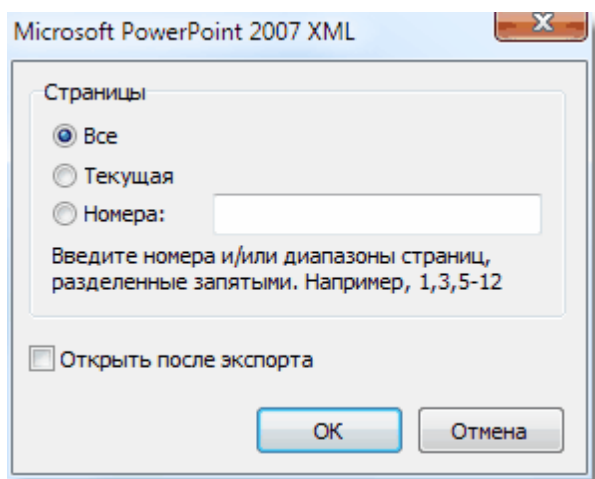 Microsoft PowerPoint 2007 XML
Страницы
Все
Текущая
Номера:
Введите номера и/или диапазоны страниц,
разделенные запятыми. Например, 1,3,5-12
Открыть после экспорта
ОК
Отмена